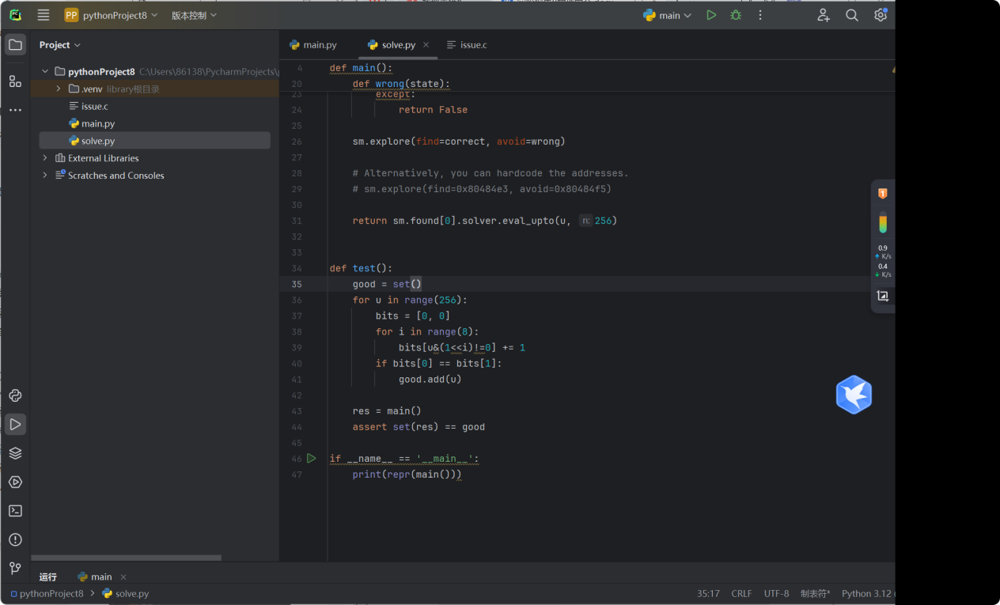 PP pythonProject8 版本控制 main
Project
main.py solve.py issue.c
pythonProject8 C:\Users\86138\PycharmProjects\
.venv library根目录
issue.c
main.py
solve.py
External Libraries
Scratches and Consoles
4 def main():
20 def wrong(state):
23 except:
24 return False
25
26 sm.explore(find=correct, avoid=wrong)
27
28 # Alternatively, you can hardcode the addresses.
29 # sm.explore(find=0x80484e3, avoid=0x80484f5)
30
31 return sm.found[0].solver.eval_upto(u, n: 256)
32
33
34 def test():
35 good = set()
36 for u in range(256):
37 bits = [0, 0]
38 for i in range(8):
39 bits[u&(1<<i)!=0] += 1
40 if bits[0] == bits[1]:
41 good.add(u)
42
43 res = main()
44 assert set(res) == good
45
46 if __name__ == '__main__':
47 print(repr(main()))
1
0.9
K/s
0.4
K/s
运行 main
pythonProject8 solve.py 35:17 CRLF UTF-8 制表符* Python 3.12